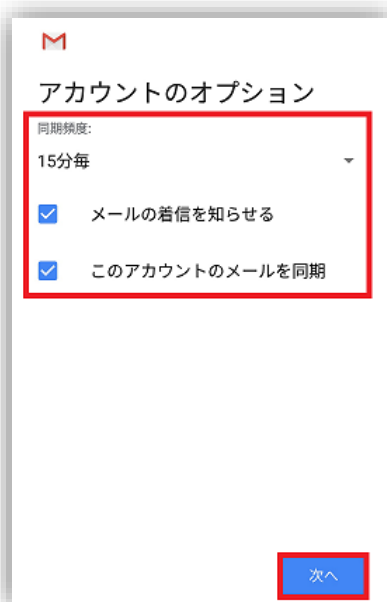 アカウントのオプション
同期頻度:
15分毎
メールの着信を知らせる
このアカウントのメールを同期
次へ